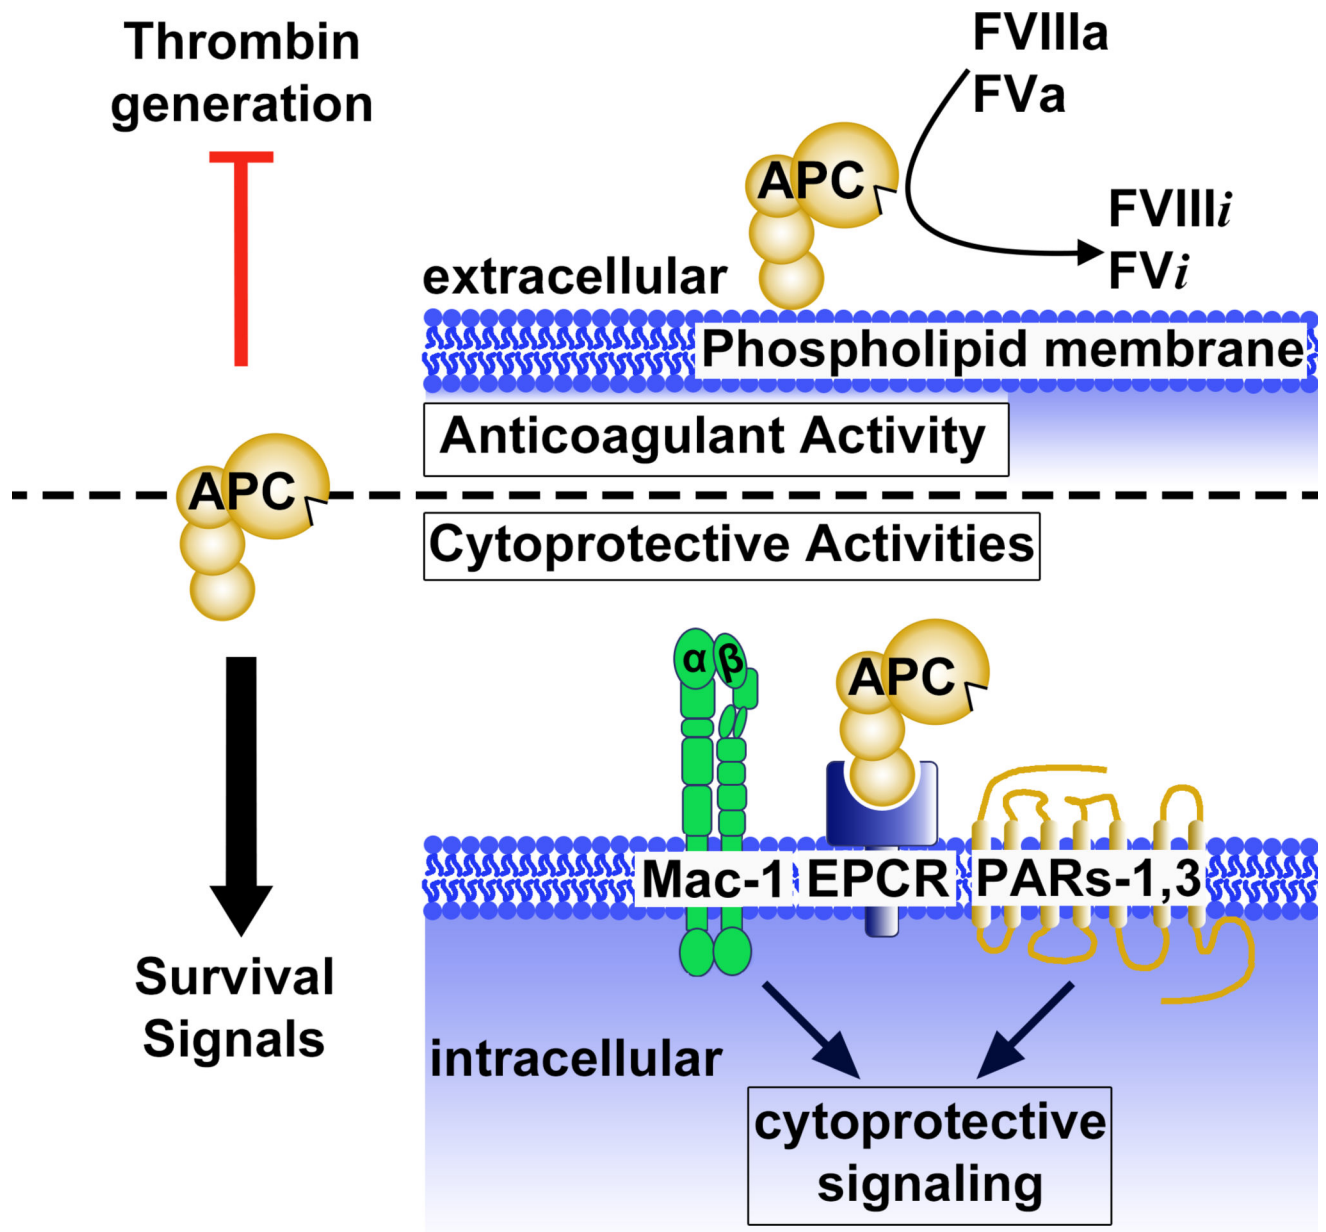 Thrombin
generation
FVIIIa
FVa
APC
FVIIIi
FVi
extracellular
Phospholipid membrane
Anticoagulant Activity
APC
Cytoprotective Activities
α β
APC
Mac-1
EPCR
PARs-1,3
Survival
Signals
intracellular
cytoprotective
signaling